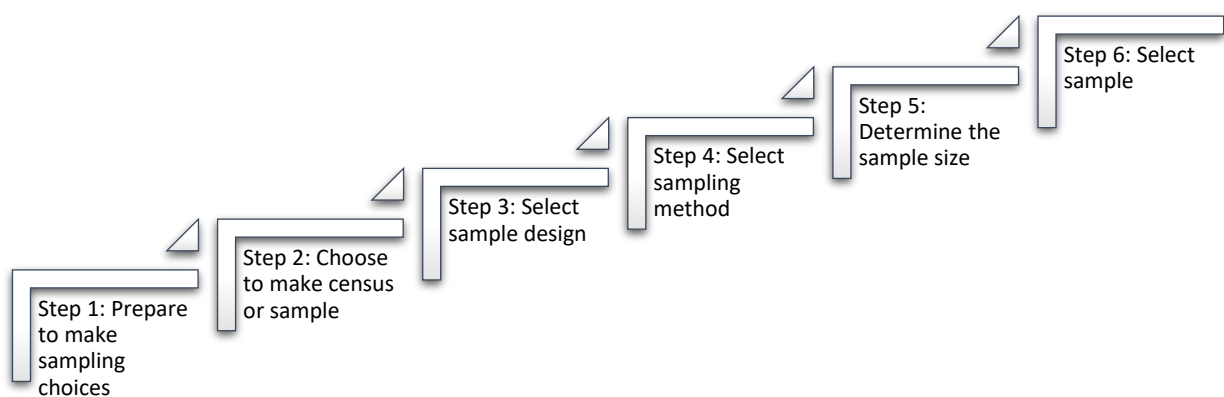 Step 1: Prepare
to make
sampling
choices
Step 2: Choose
to make census
or sample
Step 3: Select
sample design
Step 4: Select
sampling
method
Step 5:
Determine the
sample size
Step 6: Select
sample